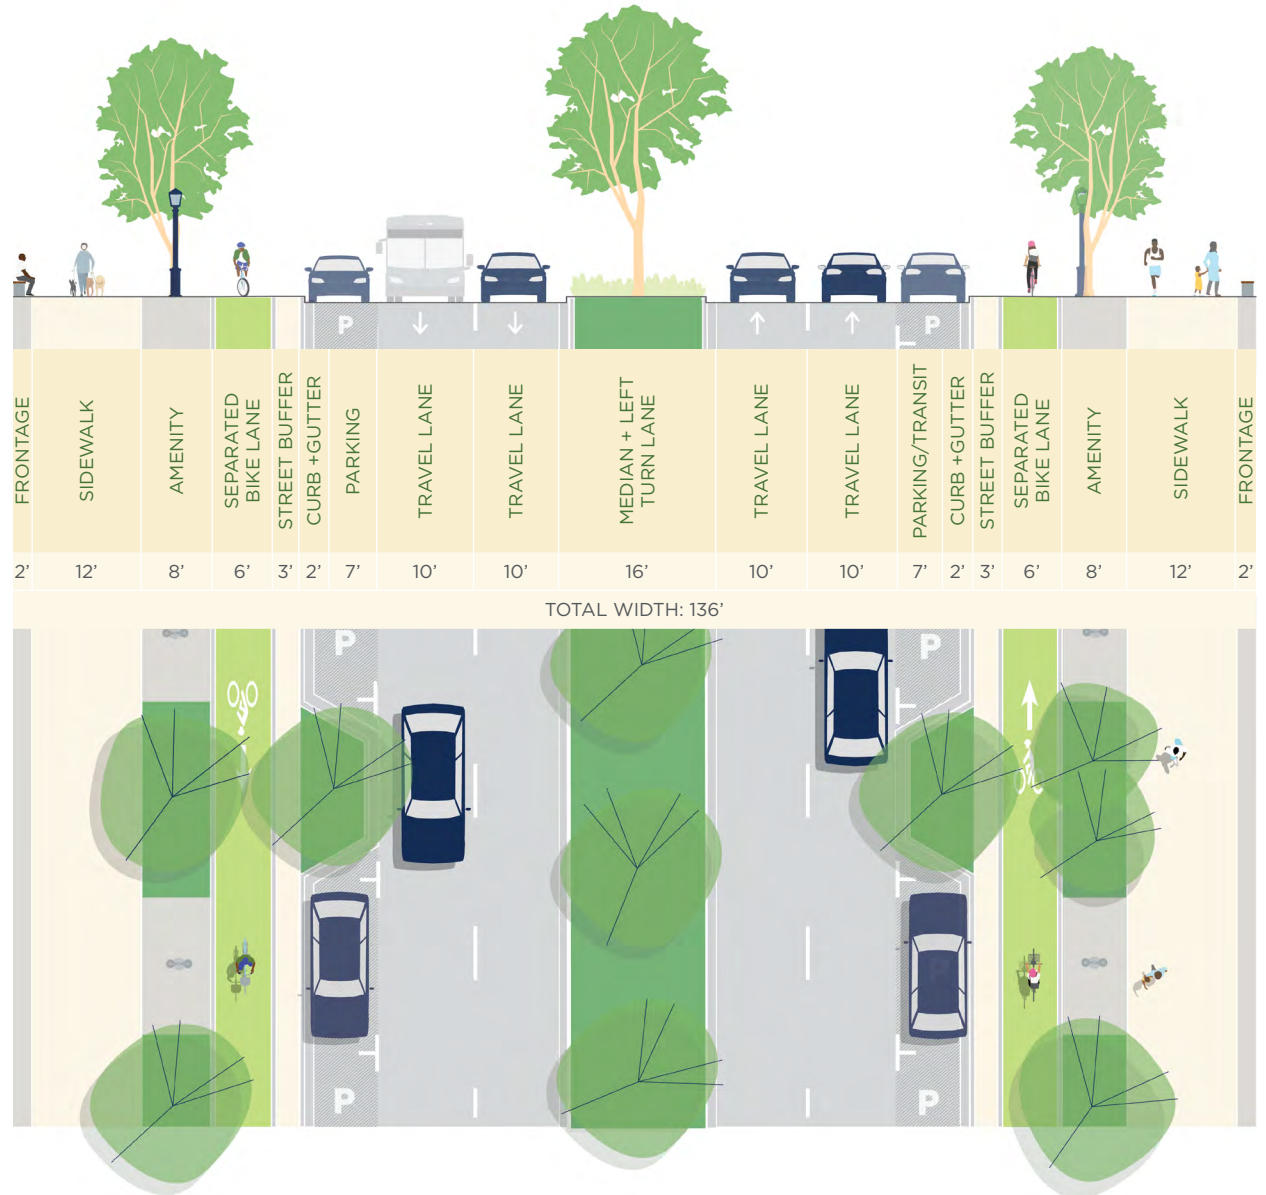 P
P
FRONTAGE
SIDEWALK
AMENITY
SEPARATED
BIKE LANE
STREET BUFFER
CURB +GUTTER
PARKING
TRAVEL LANE
TRAVEL LANE
MEDIAN + LEFT
TURN LANE
TRAVEL LANE
TRAVEL LANE
PARKING/TRANSIT
CURB +GUTTER
STREET BUFFER
SEPARATED
BIKE LANE
AMENITY
SIDEWALK
FRONTAGE
2' 12' 8' 6' 3' 2' 7' 10' 10' 16' 10' 10' 7' 2' 3' 6' 8' 12' 2'
TOTAL WIDTH: 136'
P
P
P
P